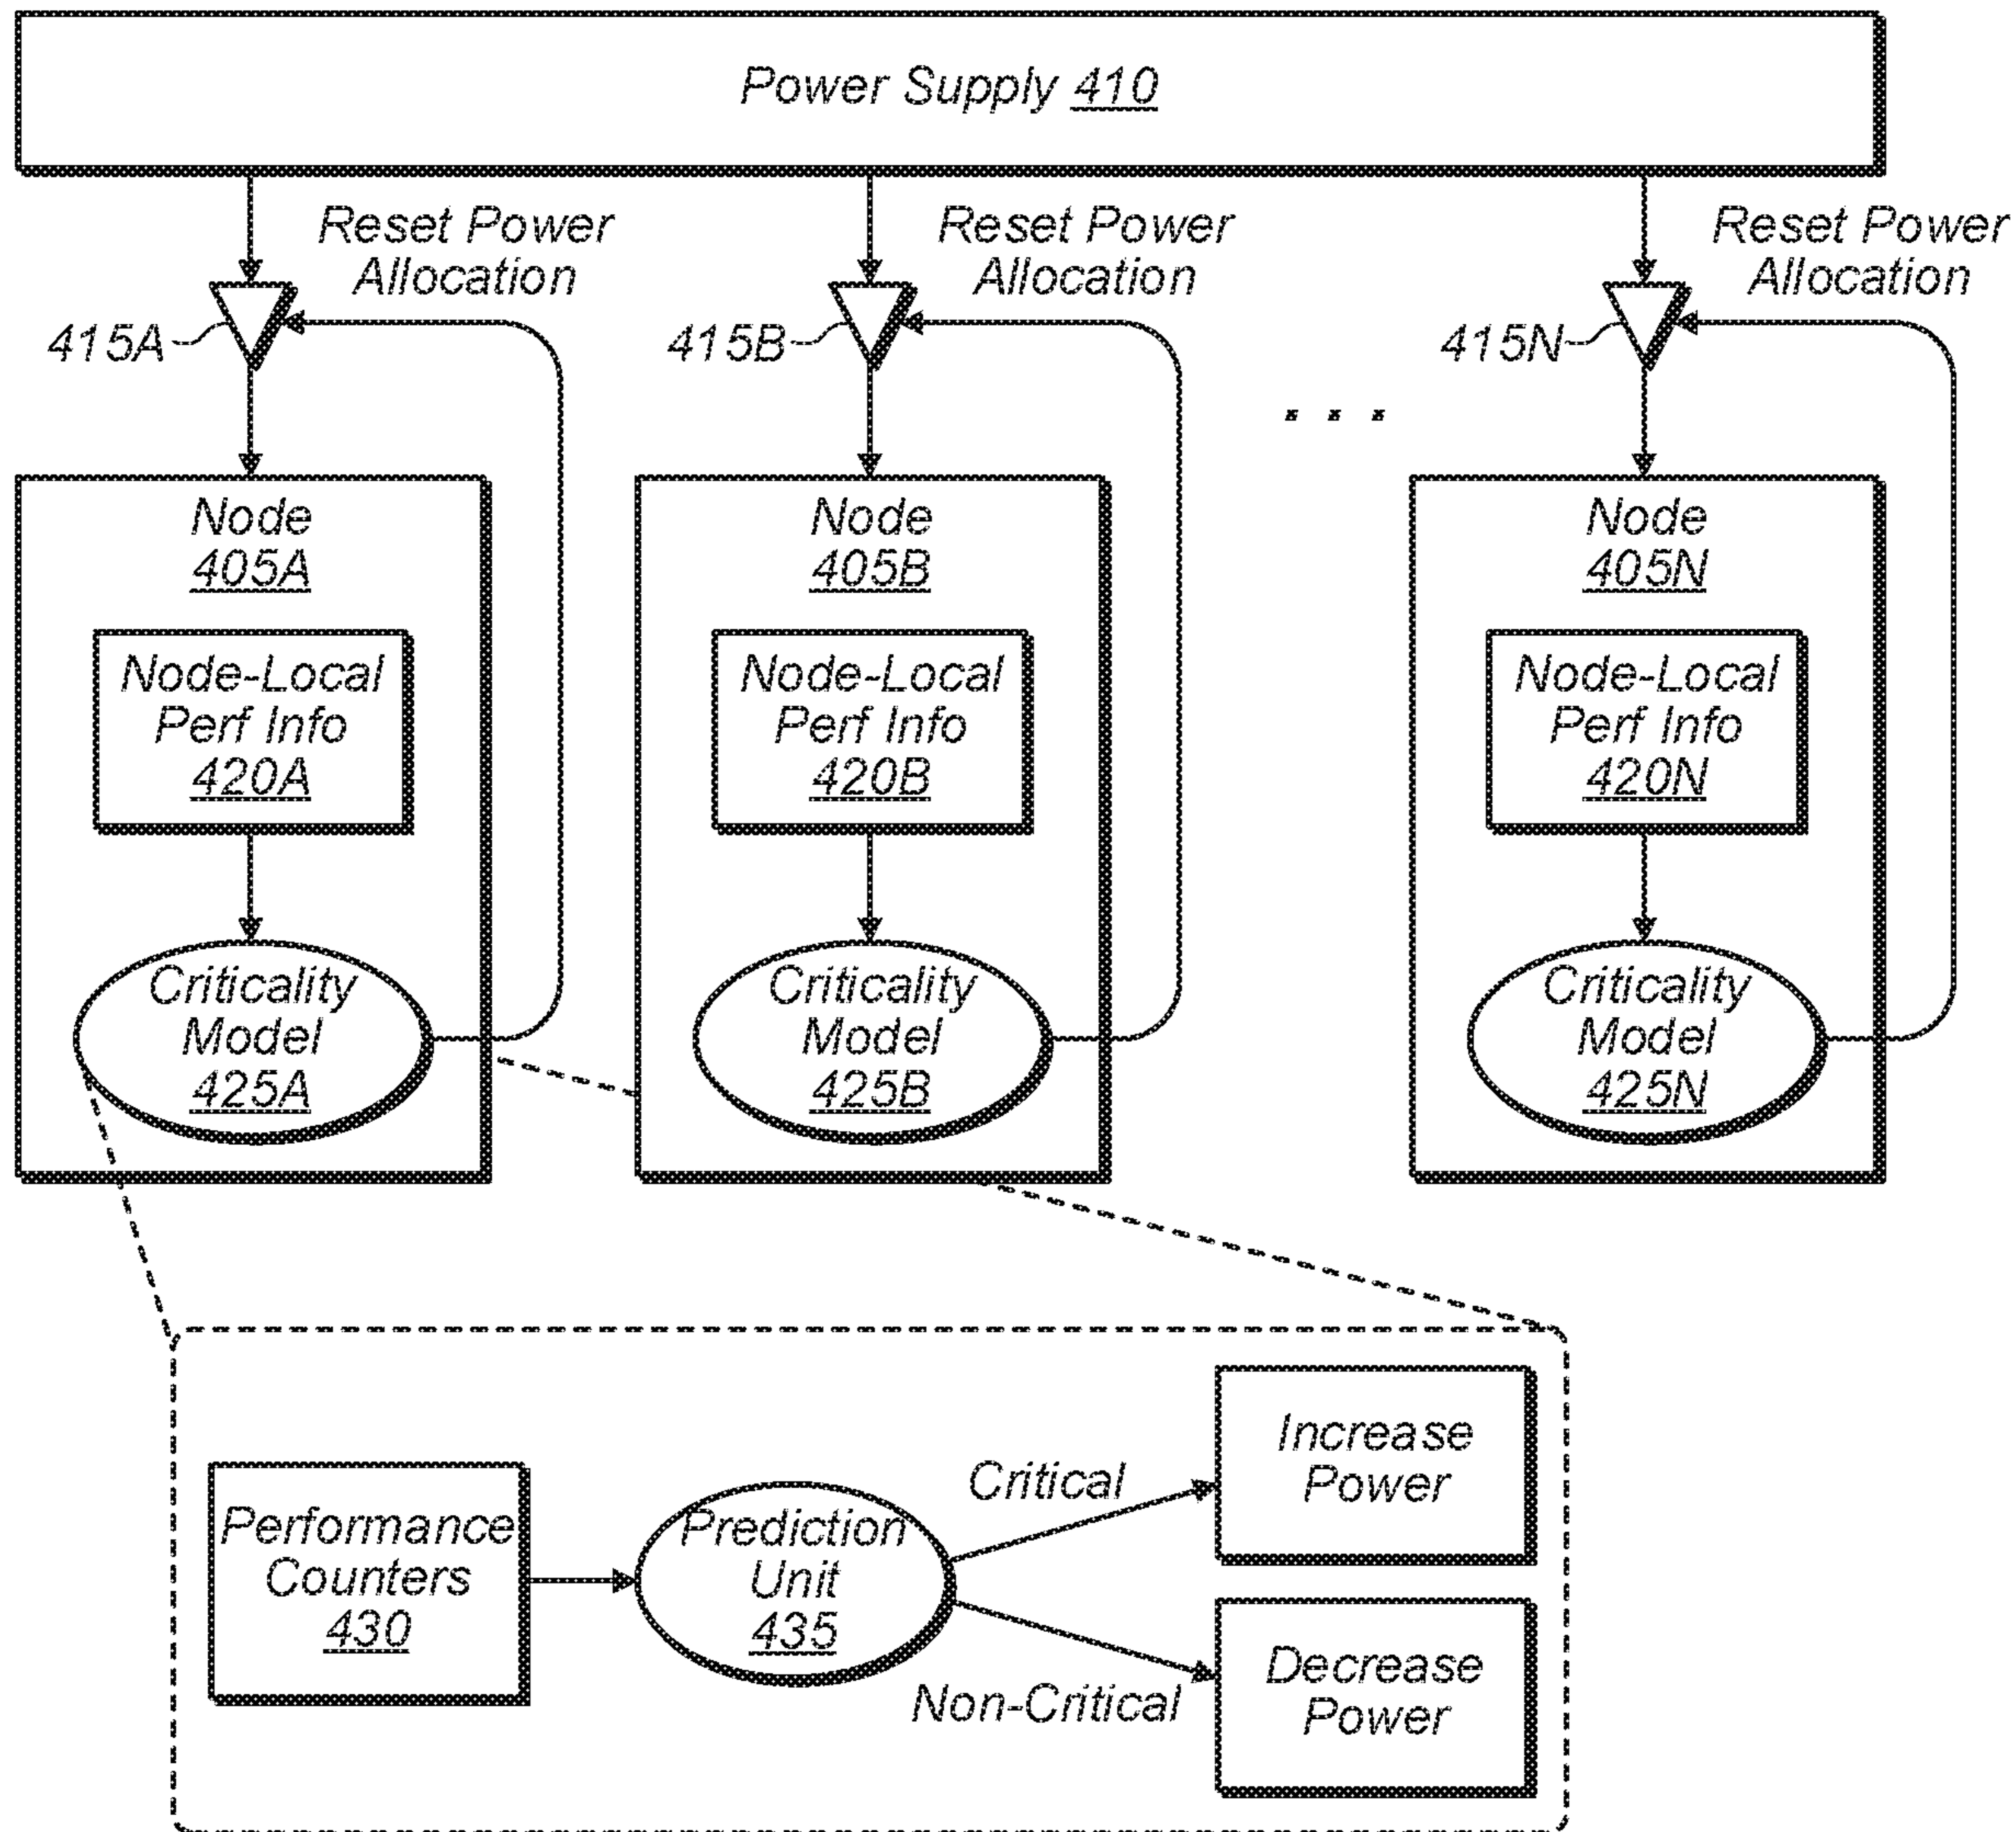 Power Supply 410
Reset Power
Allocation
Reset Power
Allocation
Reset Power
Allocation
415A
415B
415N
. . .
Node
405A
Node-Local
Perf Info
420A
Criticality
Model
425A
Node
405B
Node-Local
Perf Info
420B
Criticality
Model
425B
Node
405N
Node-Local
Perf Info
420N
Criticality
Model
425N
Performance
Counters
430
Prediction
Unit
435
Critical
Non-Critical
Increase
Power
Decrease
Power